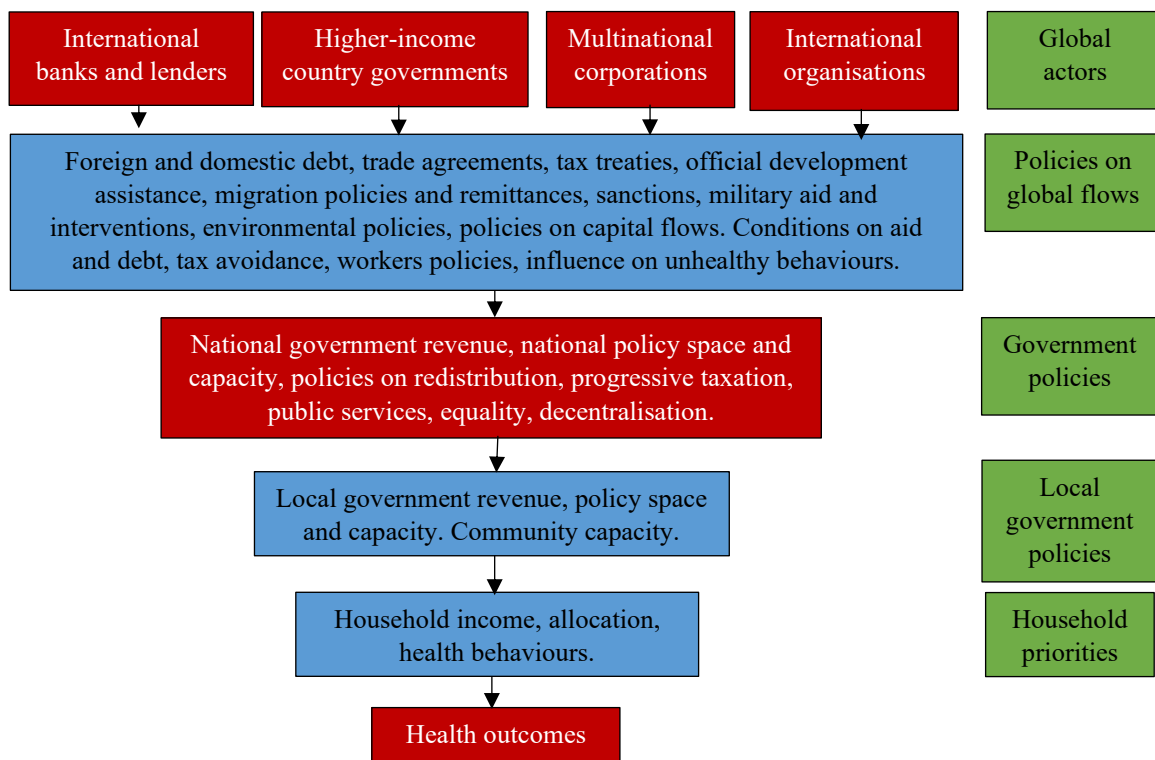 International
banks and lenders
Higher-income
country governments
Multinational
corporations
International
organisations
Global
actors
Foreign and domestic debt, trade agreements, tax treaties, official development
assistance, migration policies and remittances, sanctions, military aid and
interventions, environmental policies, policies on capital flows. Conditions on aid
and debt, tax avoidance, workers policies, influence on unhealthy behaviours.
Policies on
global flows
National government revenue, national policy space and
capacity, policies on redistribution, progressive taxation,
public services, equality, decentralisation.
Government
policies
Local government revenue, policy space
and capacity. Community capacity.
Local
government
policies
Household income, allocation,
health behaviours.
Household
priorities
Health outcomes